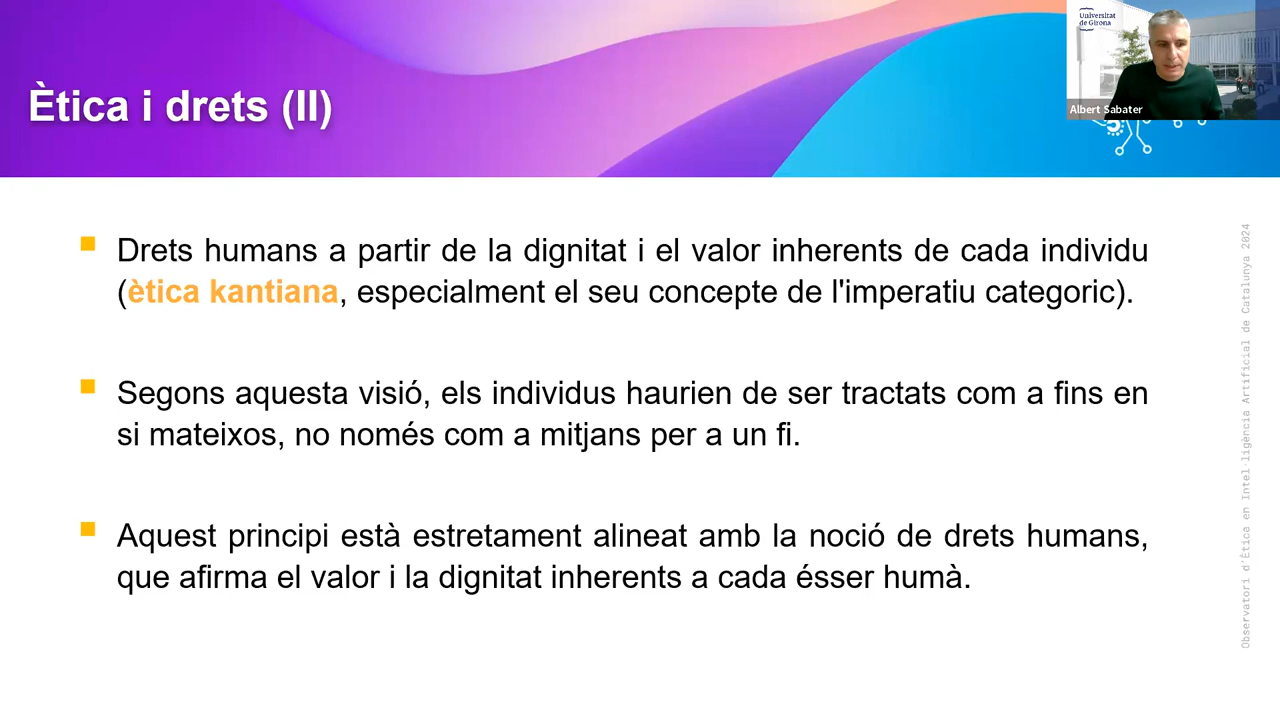 Universitat
de Girona
Albert Sabater
Ètica i drets (II)
Drets humans a partir de la dignitat i el valor inherents de cada individu
(ètica kantiana, especialment el seu concepte de l'imperatiu categoric).
Segons aquesta visió, els individus haurien de ser tractats com a fins en
si mateixos, no només com a mitjans per a un fi.
Aquest principi està estretament alineat amb la noció de drets humans,
que afirma el valor i la dignitat inherents a cada ésser humà.
Observatori d'Ètica en Intel·ligència Artificial de Catalunya 2024